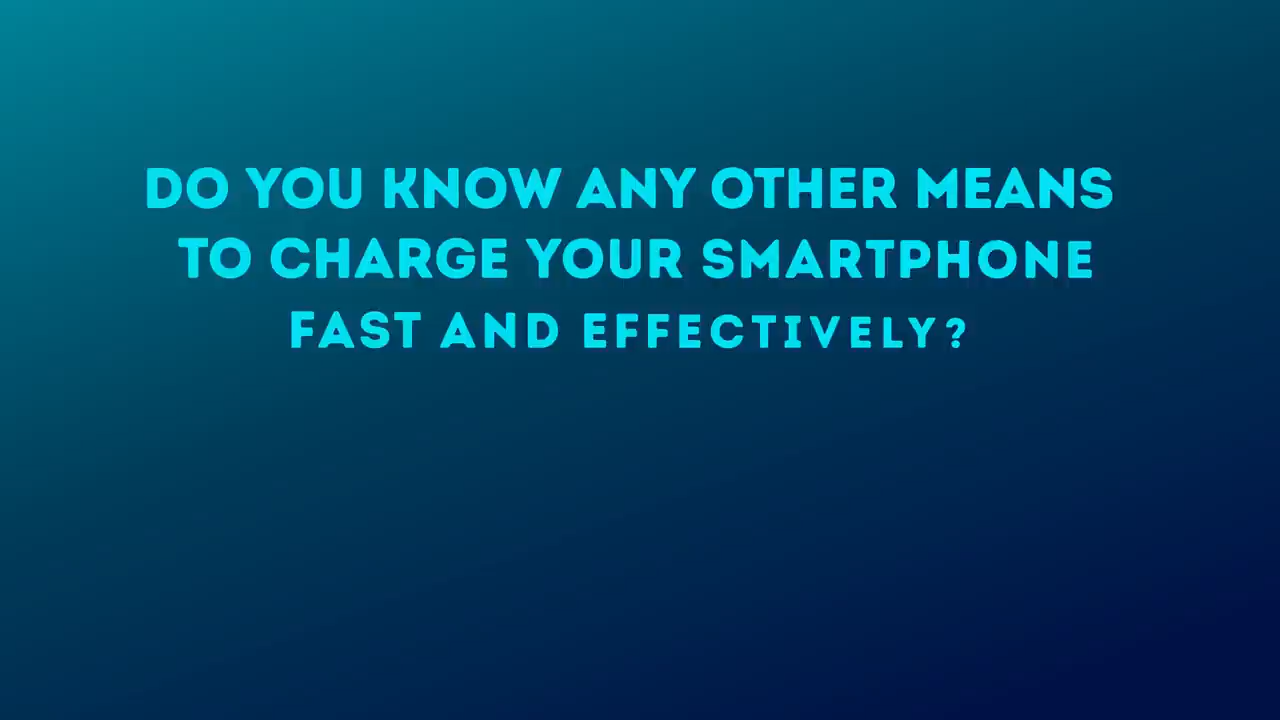 DO YOU KNOW ANY OTHER MEANS
TO CHARGE YOUR SMARTPHONE
FAST AND EFFECTIVELY?